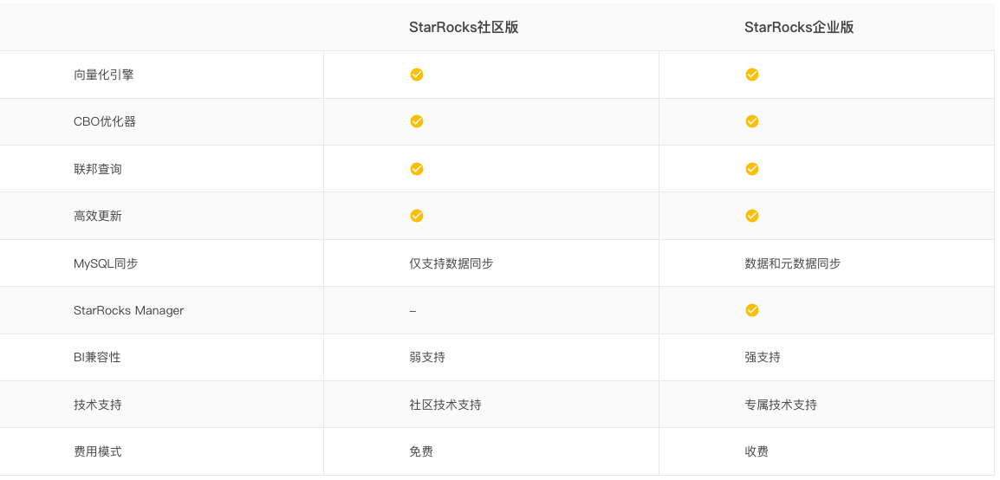 StarRocks社区版 StarRocks企业版
向量化引擎
CBO优化器
联邦查询
高效更新
MySQL同步 仅支持数据同步 数据和元数据同步
StarRocks Manager –
BI兼容性 弱支持 强支持
技术支持 社区技术支持 专属技术支持
费用模式 免费 收费